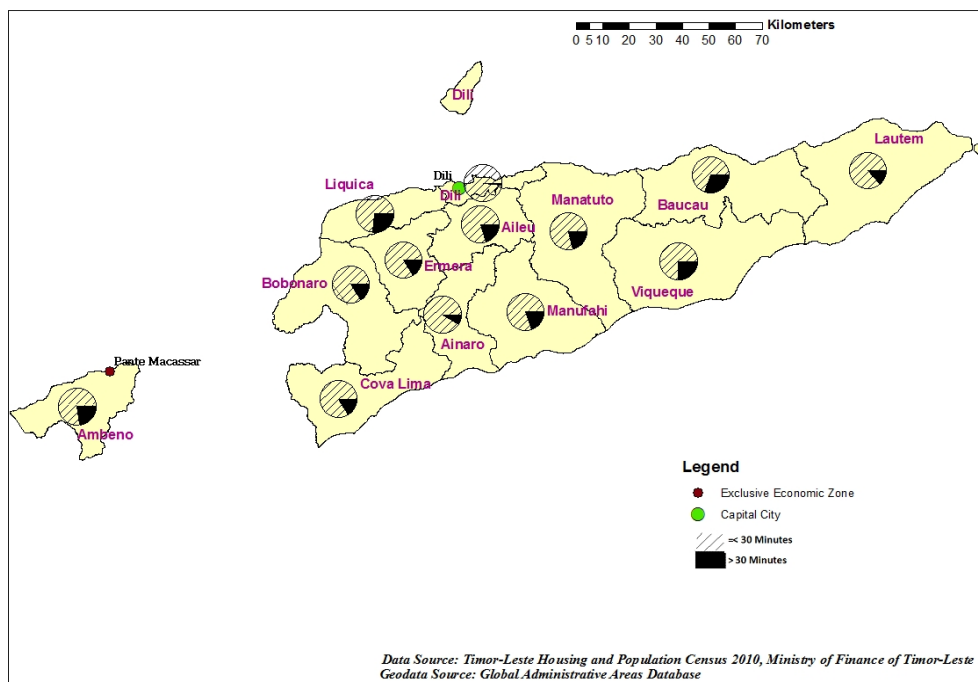 Kilometers
0 5 10 20 30 40 50 60 70
Dili
Lautem
Dili
Liquica
Dili
Baucau
Manatuto
Aileu
Ermera
Bobonaro
Viqueque
Manufahi
Ainaro
Pante Macassar
Cova Lima
Ambeno
Legend
Exclusive Economic Zone
Capital City
=< 30 Minutes
> 30 Minutes
Data Source: Timor-Leste Housing and Population Census 2010, Ministry of Finance of Timor-Leste
Geodata Source: Global Administrative Areas Database